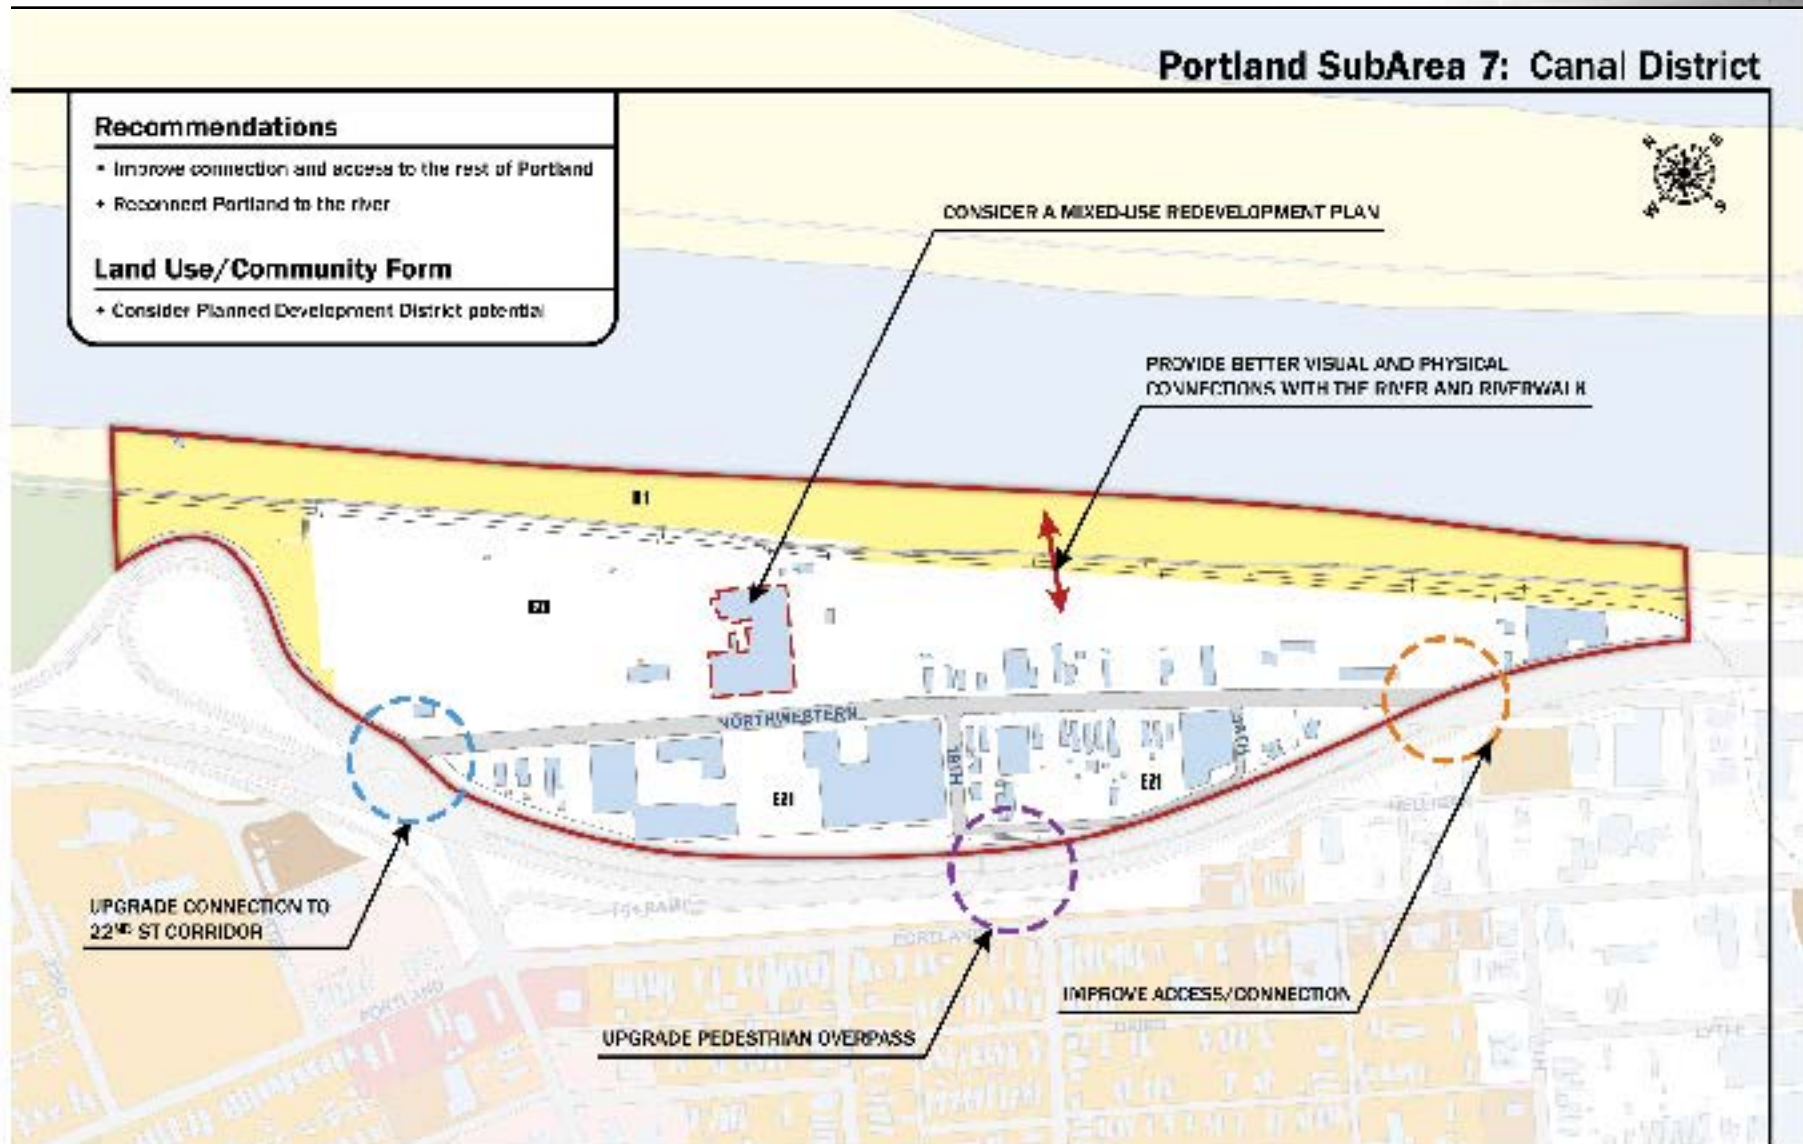 Portland SubArea 7: Canal District
Recommendations
• Improve connection and access to the rest of Portland
• Reconnect Portland to the river
Land Use/Community Form
• Consider Planned Development District potential
CONSIDER A MIXED-USE REDEVELOPMENT PLAN
PROVIDE BETTER VISUAL AND PHYSICAL
CONNECTIONS WITH THE RIVER AND RIVERWALK
N
E
W
S
NORTHWESTERN
18TH
EZ1
EZ1
UPGRADE CONNECTION TO
22ND ST CORRIDOR
PORTLAND
PORTLAND
IMPROVE ACCESS/CONNECTION
UPGRADE PEDESTRIAN OVERPASS